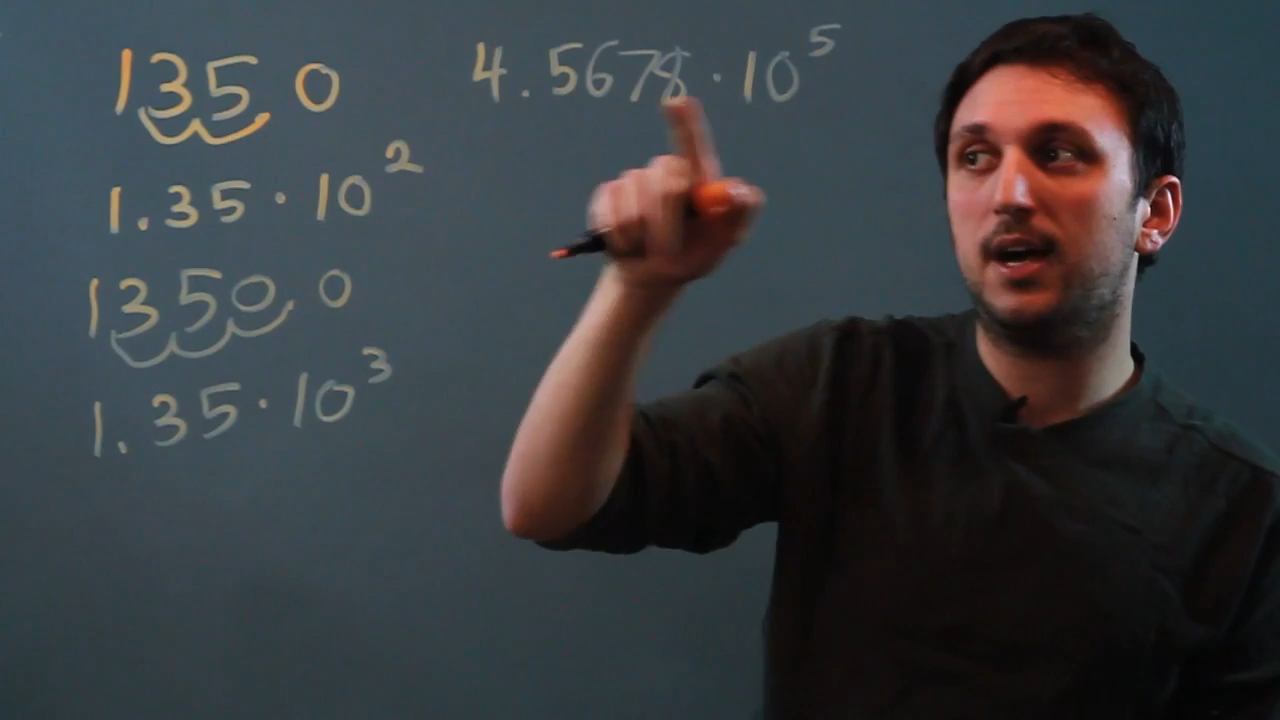 135 0
1.35 · 10²
1350 0
1.35 · 10³
4.5678 · 10⁵